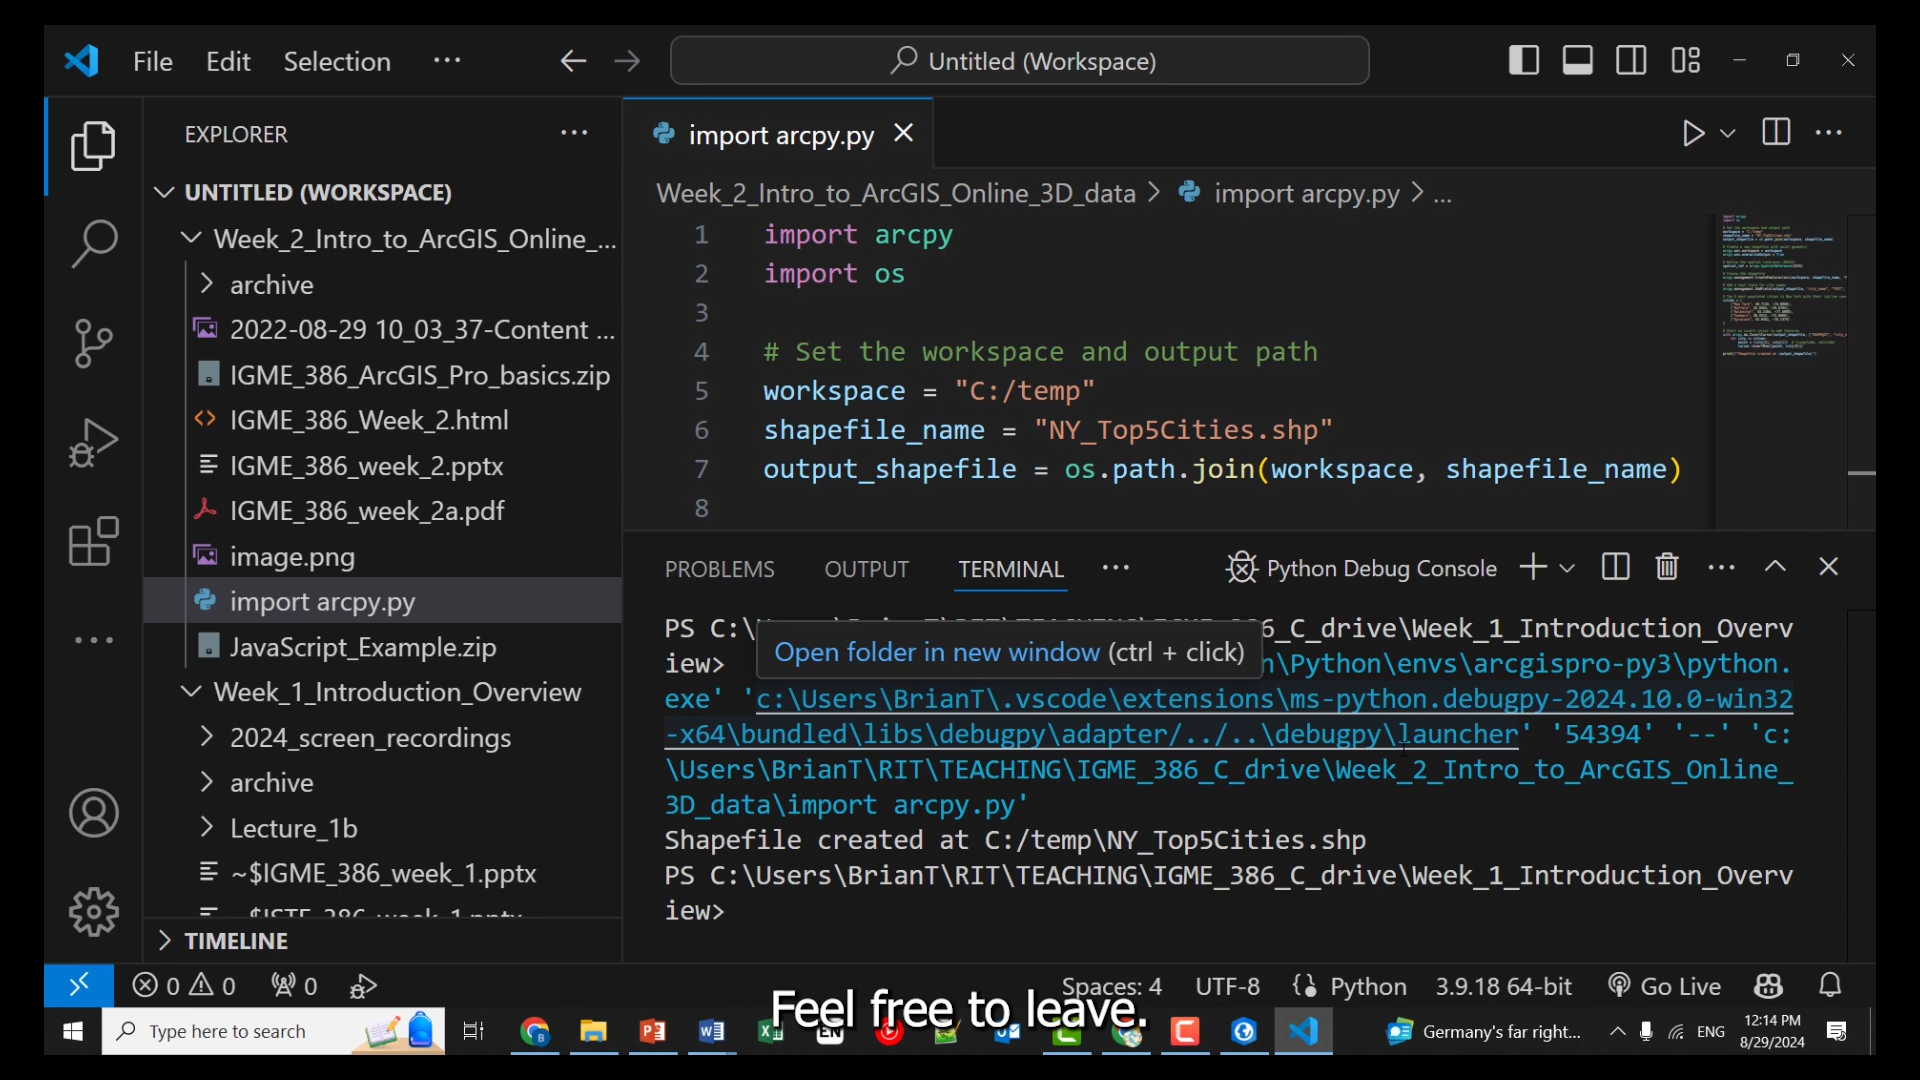 File Edit Selection ··· Untitled (Workspace)
EXPLORER ···
UNTITLED (WORKSPACE)
Week_2_Intro_to_ArcGIS_Online_...
archive
2022-08-29 10_03_37-Content ...
IGME_386_ArcGIS_Pro_basics.zip
IGME_386_Week_2.html
IGME_386_week_2.pptx
IGME_386_week_2a.pdf
image.png
import arcpy.py
JavaScript_Example.zip
Week_1_Introduction_Overview
2024_screen_recordings
archive
Lecture_1b
~$IGME_386_week_1.pptx
TIMELINE
import arcpy.py
Week_2_Intro_to_ArcGIS_Online_3D_data > import arcpy.py > ...
1 import arcpy
2 import os
3
4 # Set the workspace and output path
5 workspace = "C:/temp"
6 shapefile_name = "NY_Top5Cities.shp"
7 output_shapefile = os.path.join(workspace, shapefile_name)
8
PROBLEMS OUTPUT TERMINAL ··· Python Debug Console
PS C:\ 6_C_drive\Week_1_Introduction_Overv
Open folder in new window (ctrl + click)
iew> n\Python\envs\arcgispro-py3\python.
exe' 'c:\Users\BrianT\.vscode\extensions\ms-python.debugpy-2024.10.0-win32
-x64\bundled\libs\debugpy\adapter/../..\debugpy\launcher' '54394' '--' 'c:
\Users\BrianT\RIT\TEACHING\IGME_386_C_drive\Week_2_Intro_to_ArcGIS_Online_
3D_data\import arcpy.py'
Shapefile created at C:/temp\NY_Top5Cities.shp
PS C:\Users\BrianT\RIT\TEACHING\IGME_386_C_drive\Week_1_Introduction_Overv
iew>
0 0 0 Spaces: 4 UTF-8 Python 3.9.18 64-bit Go Live
Feel free to leave.
Type here to search Germany's far right... ENG 12:14 PM
8/29/2024